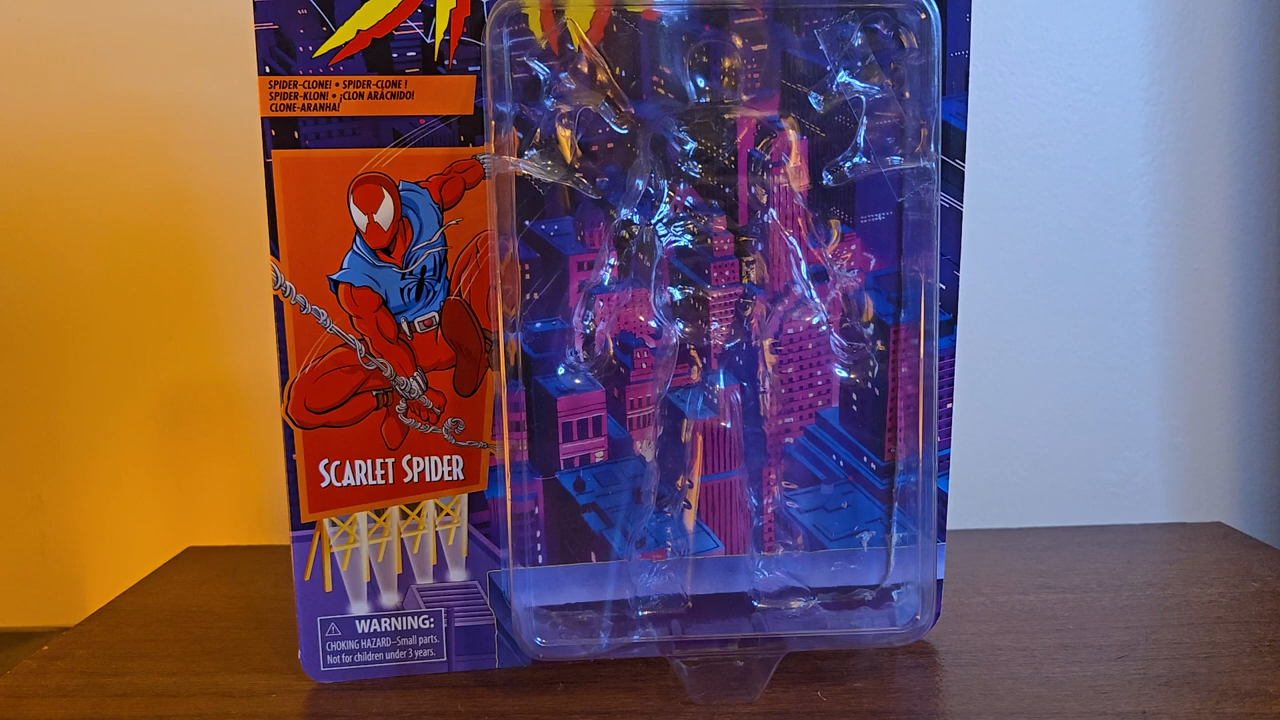 SPIDER-CLONE! • SPIDER-CLONE !
SPIDER-KLON! • ¡CLON ARÁCNIDO!
CLONE-ARANHA!
SCARLET SPIDER
⚠ WARNING:
CHOKING HAZARD–Small parts.
Not for children under 3 years.